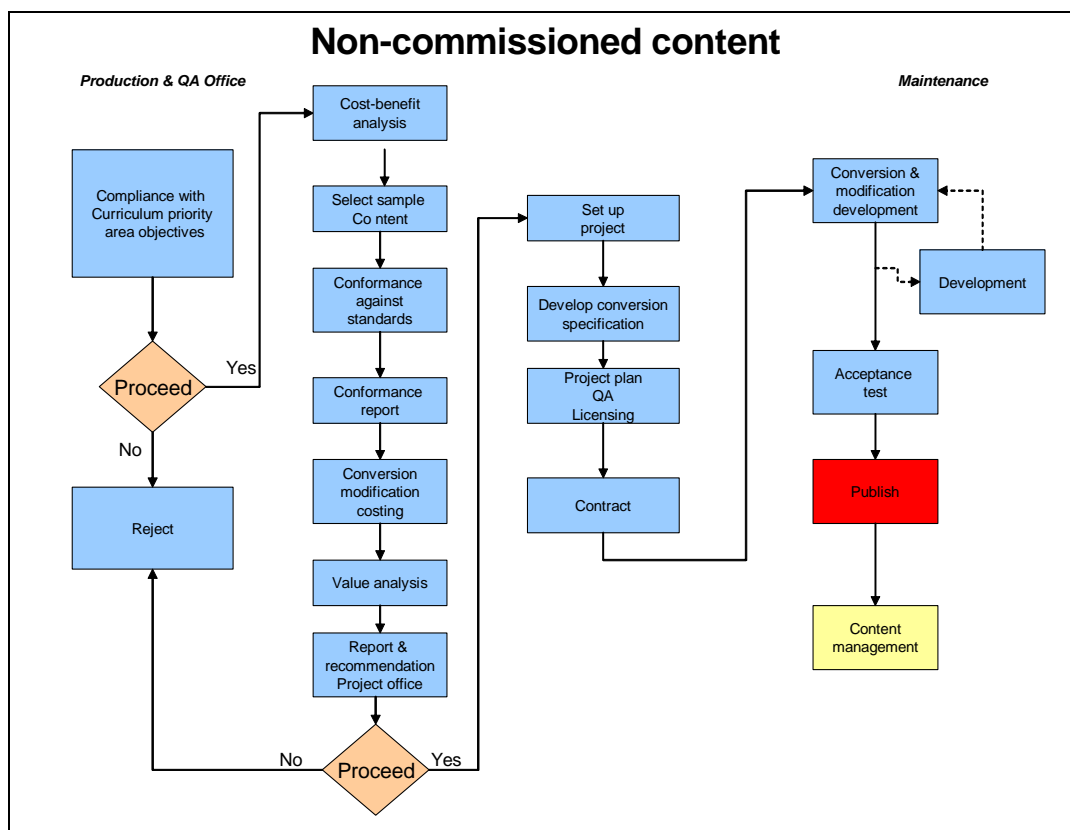 Non-commissioned content
Production & QA Office
Maintenance
Compliance with
Curriculum priority
area objectives
Proceed
Yes
No
Reject
Cost-benefit
analysis
Select sample
Co ntent
Conformance
against
standards
Conformance
report
Conversion
modification
costing
Value analysis
Report &
recommendation
Project office
Proceed
No
Yes
Set up
project
Develop conversion
specification
Project plan
QA
Licensing
Contract
Conversion &
modification
development
Development
Acceptance
test
Publish
Content
management